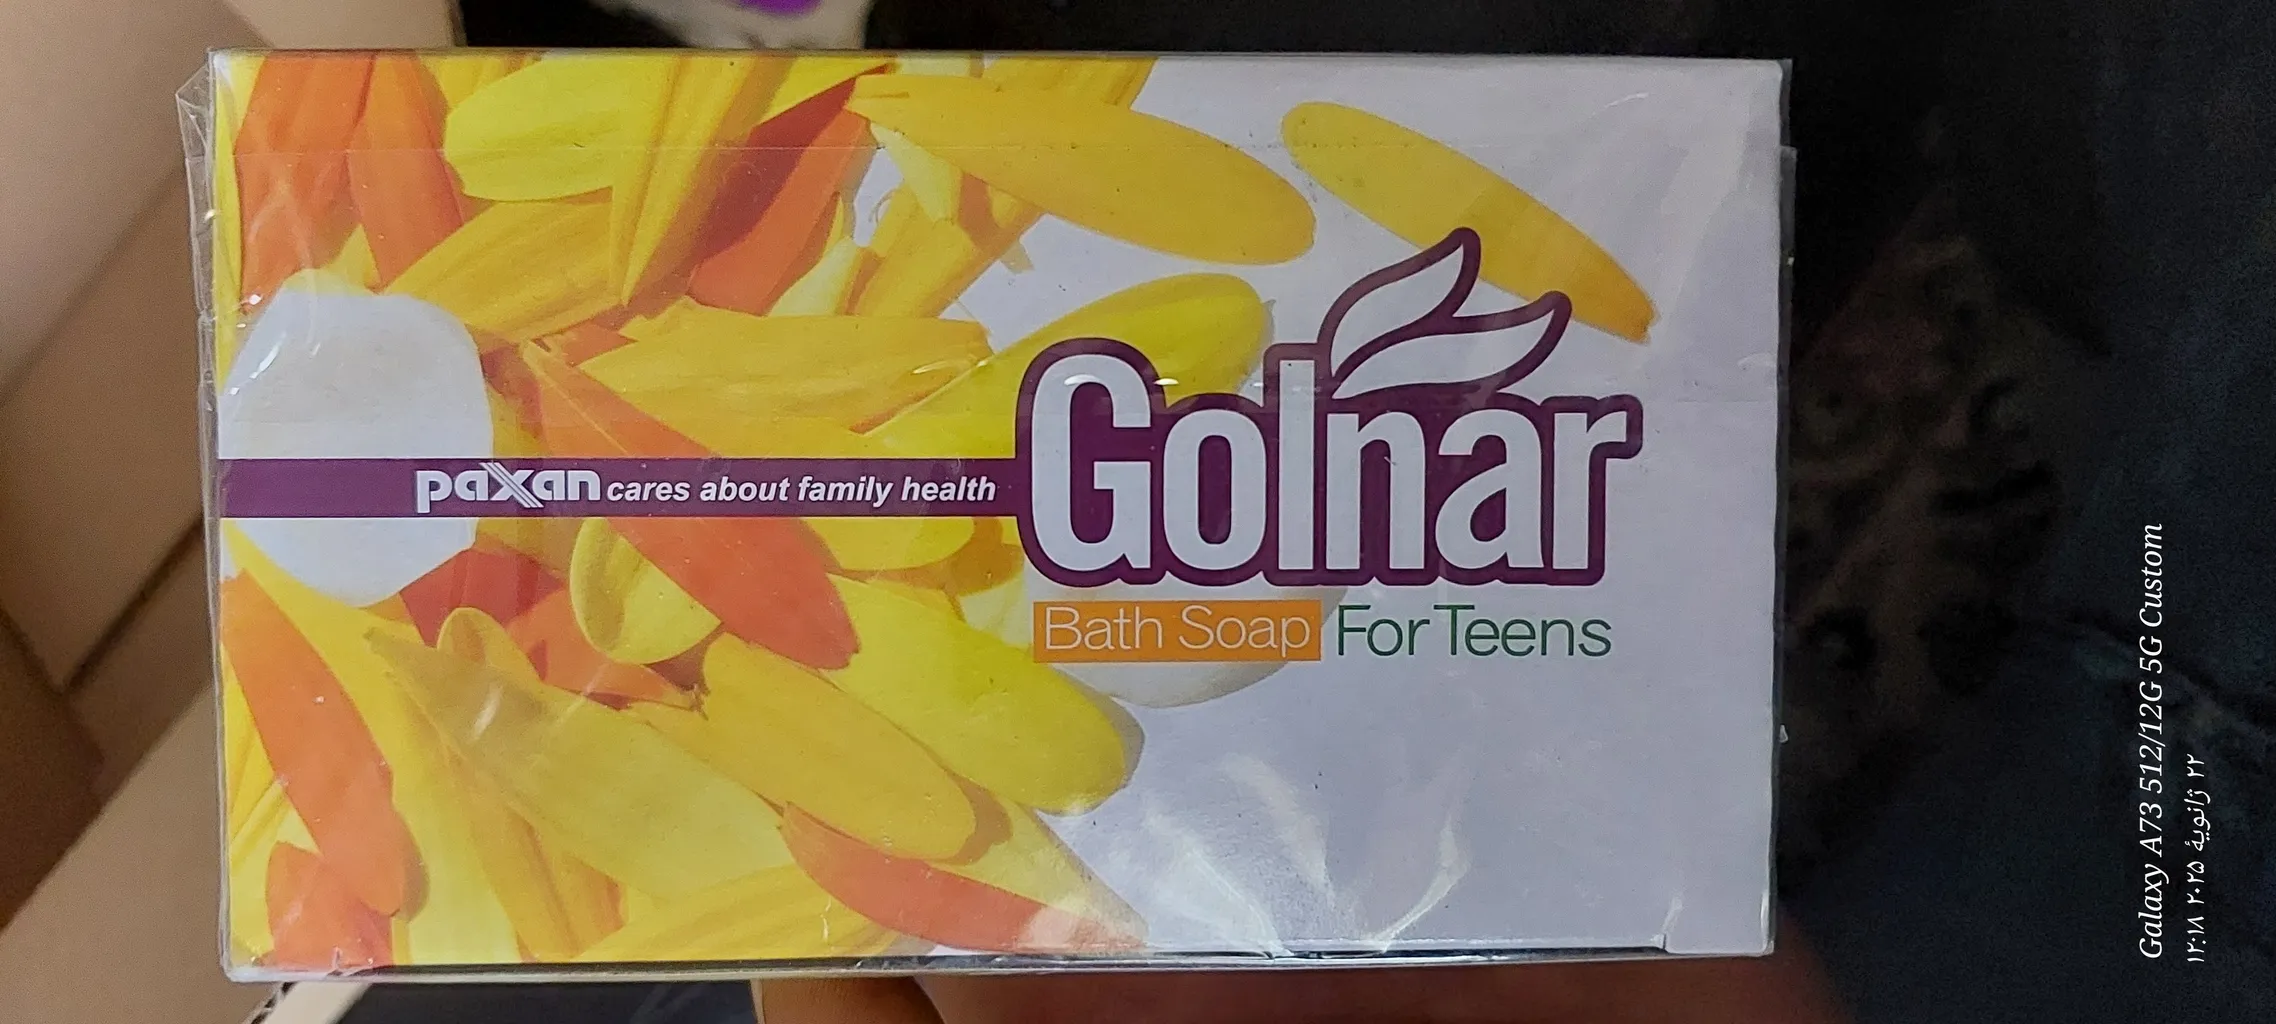 Golnar
paxan cares about family health
Bath Soap For Teens
Galaxy A73 512/12G 5G Custom
۲۲ ژانویهٔ ۲۰۲۵ ۱۲:۱۸